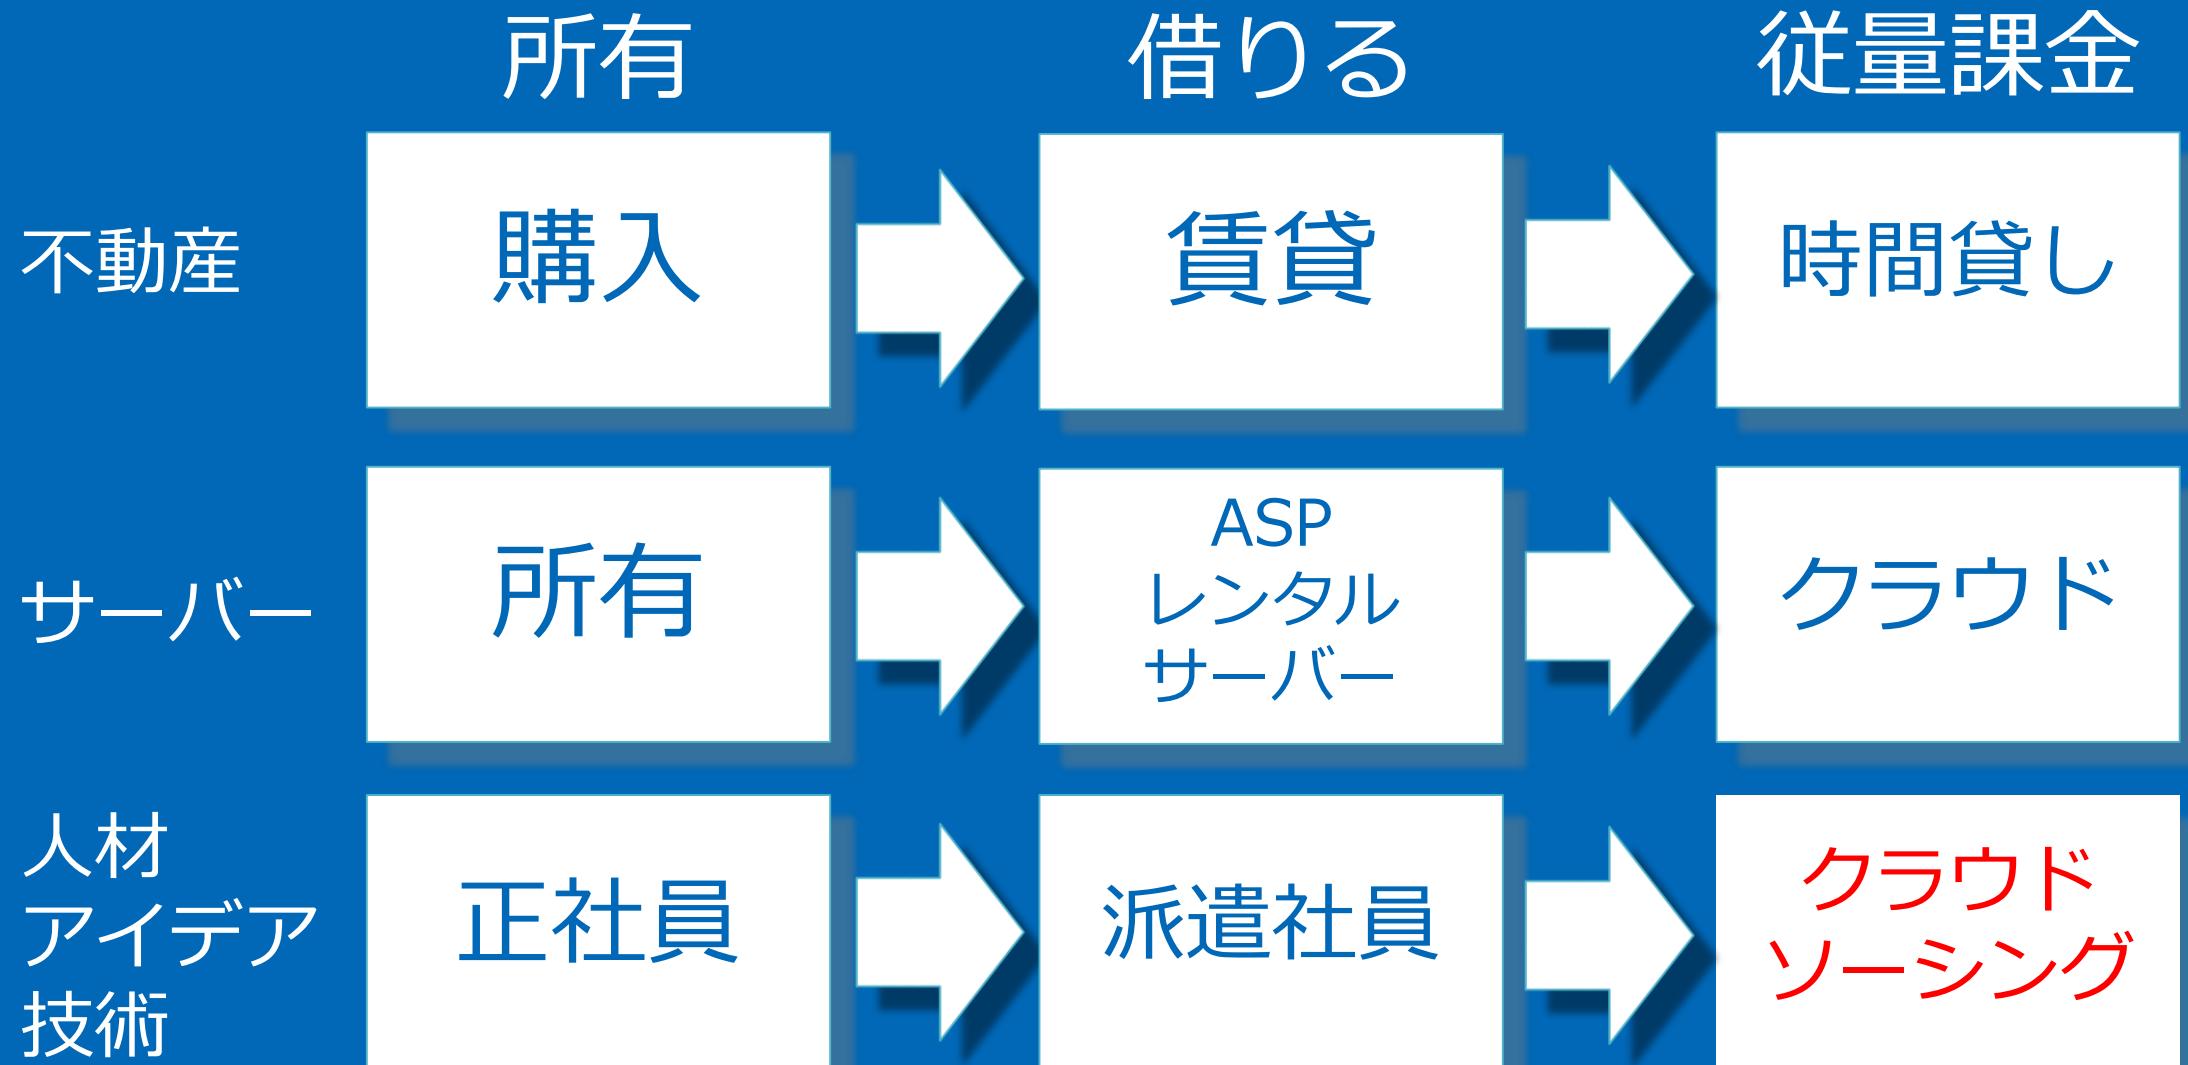 所有
借りる
従量課金
不動産
購入
賃貸
時間貸し
サーバー
所有
ASP
レンタル
サーバー
クラウド
人材
アイデア
技術
正社員
派遣社員
クラウド
ソーシング